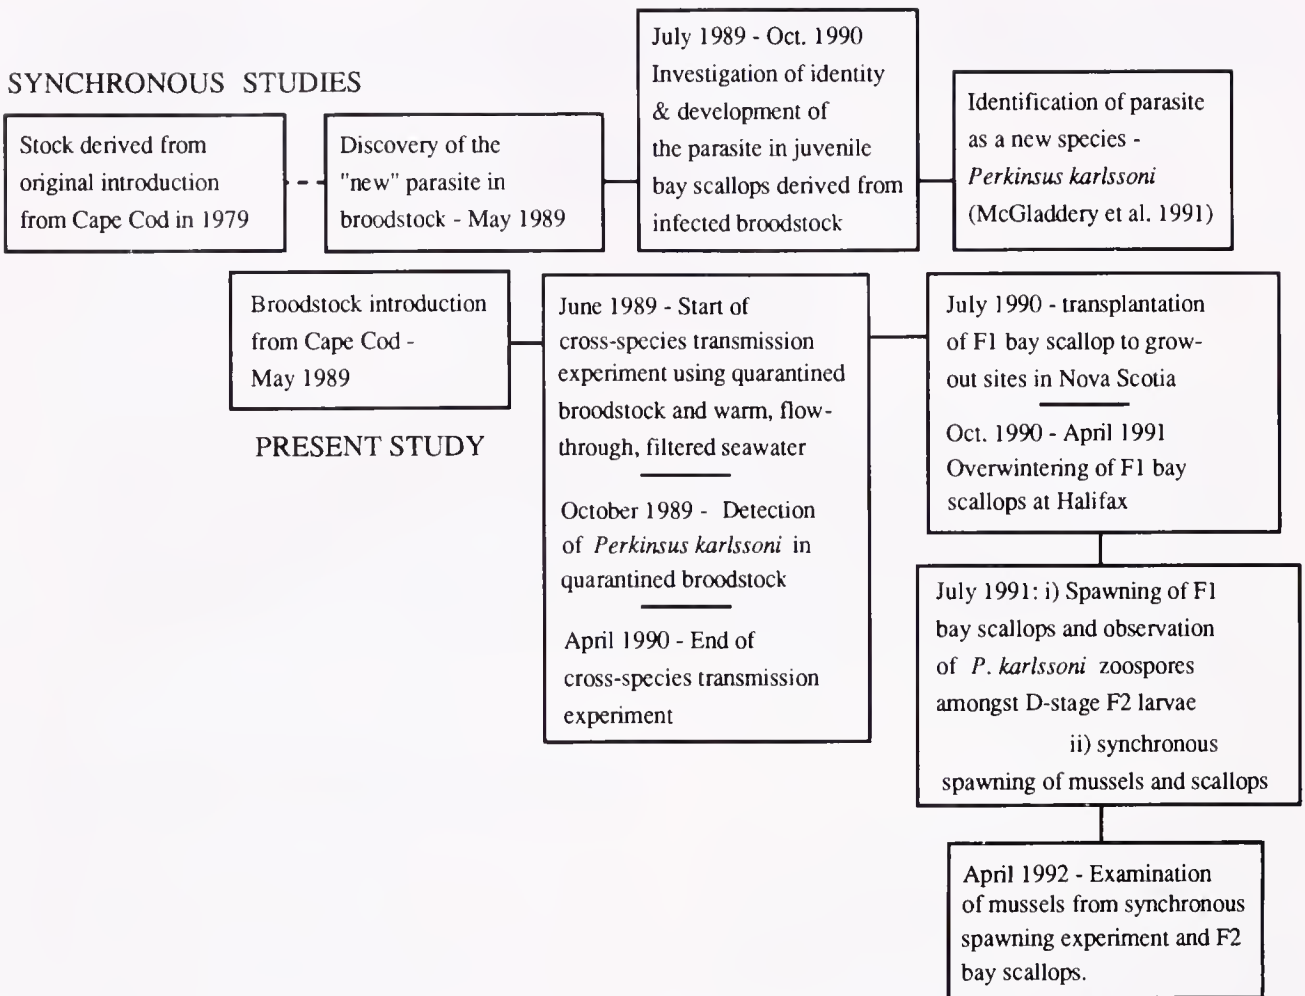 SYNCHRONOUS STUDIES
Stock derived from
original introduction
from Cape Cod in 1979
Discovery of the
"new" parasite in
broodstock - May 1989
July 1989 - Oct. 1990
Investigation of identity
& development of
the parasite in juvenile
bay scallops derived from
infected broodstock
Identification of parasite
as a new species -
Perkinsus karlssoni
(McGladdery et al. 1991)
Broodstock introduction
from Cape Cod -
May 1989
PRESENT STUDY
June 1989 - Start of
cross-species transmission
experiment using quarantined
broodstock and warm, flow-
through, filtered seawater
October 1989 - Detection
of Perkinsus karlssoni in
quarantined broodstock
April 1990 - End of
cross-species transmission
experiment
July 1990 - transplantation
of F1 bay scallop to grow-
out sites in Nova Scotia
Oct. 1990 - April 1991
Overwintering of F1 bay
scallops at Halifax
July 1991: i) Spawning of F1
bay scallops and observation
of P. karlssoni zoospores
amongst D-stage F2 larvae
ii) synchronous
spawning of mussels and scallops
April 1992 - Examination
of mussels from synchronous
spawning experiment and F2
bay scallops.